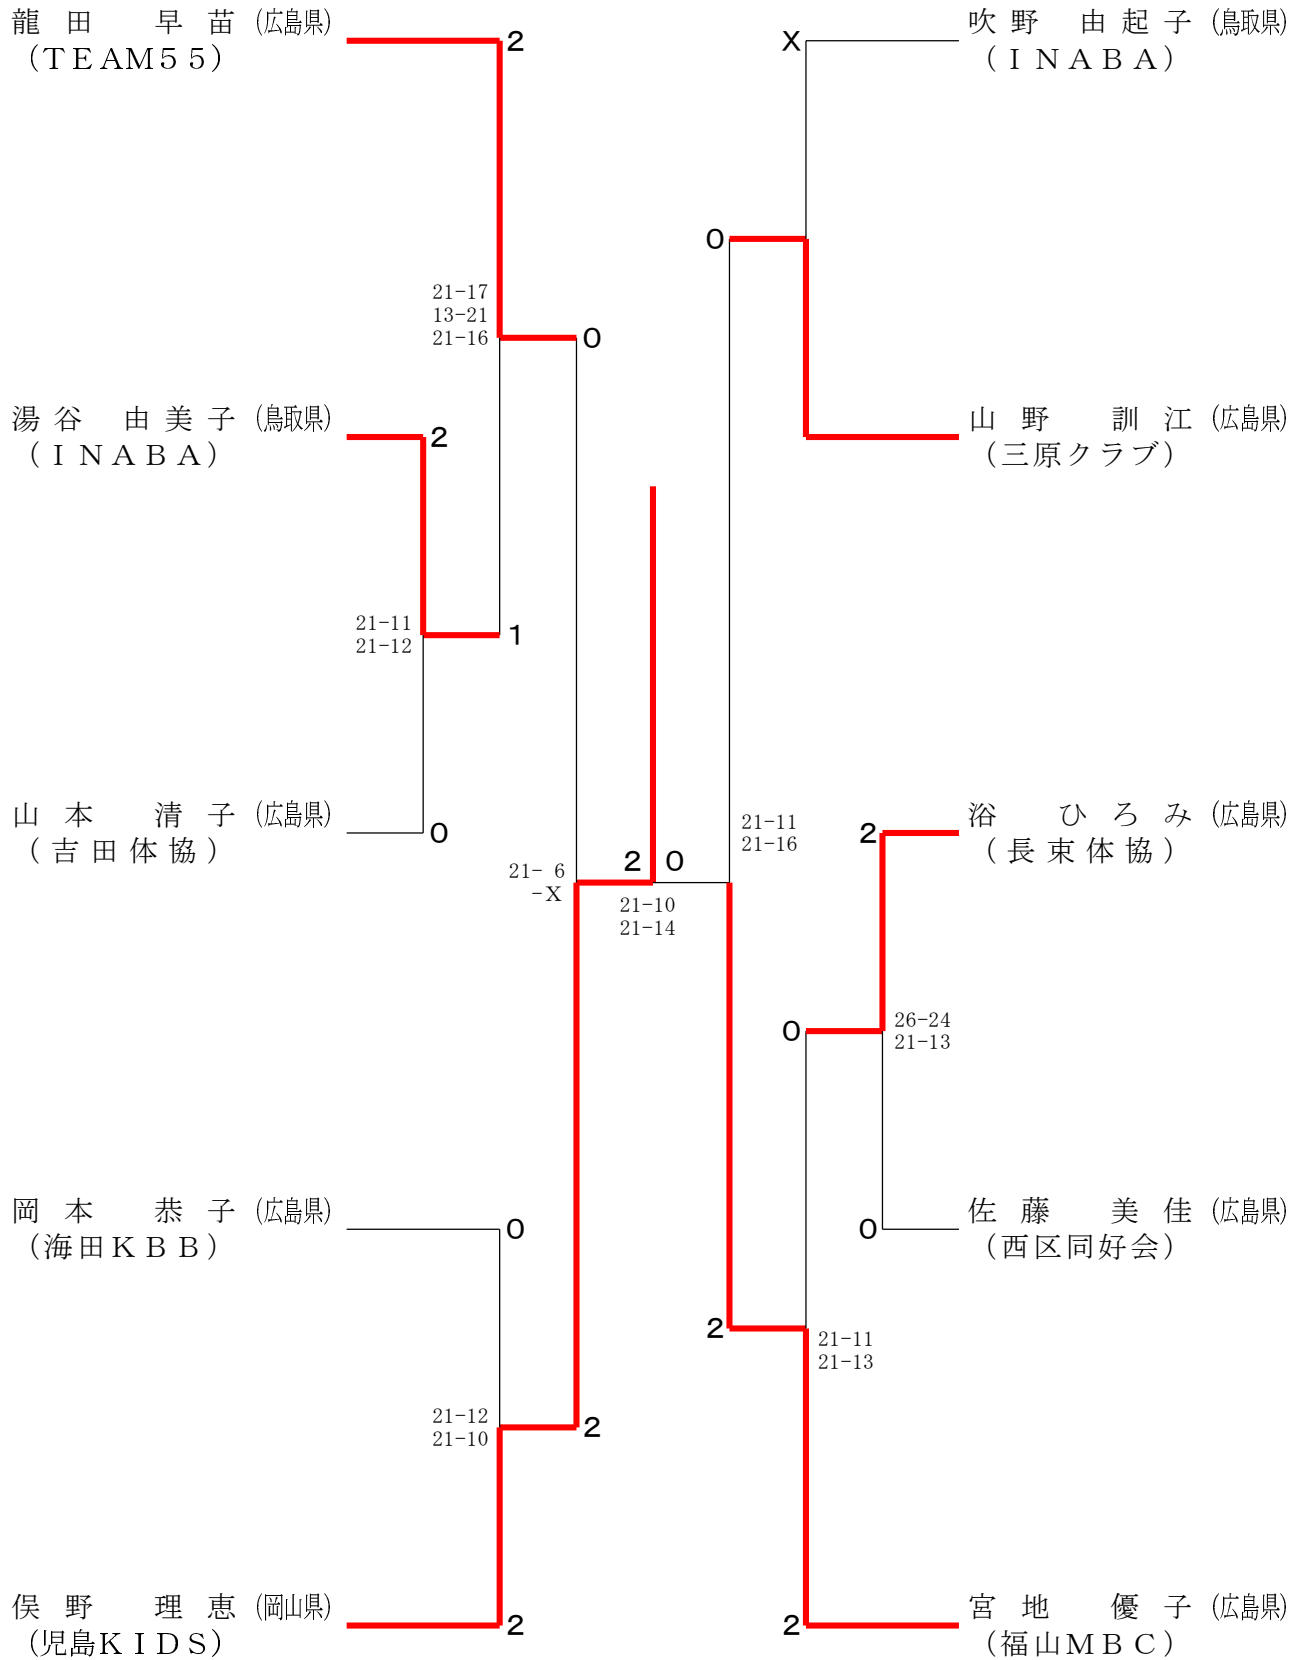 龍田 早苗 (広島県)
(TEAM55)
2
吹野 由起子 (鳥取県)
(INABA)
X
0
21-17
13-21
21-16
0
湯谷 由美子 (鳥取県)
(INABA)
2
山野 訓江 (広島県)
(三原クラブ)
21-11
21-12
1
山本 清子 (広島県)
(吉田体協)
0
浴 ひろみ (広島県)
(長束体協)
2
21-11
21-16
21- 6
-X
2 0
21-10
21-14
0
26-24
21-13
岡本 恭子 (広島県)
(海田KBB)
0
佐藤 美佳 (広島県)
(西区同好会)
0
2
21-11
21-13
21-12
21-10
2
俣野 理恵 (岡山県)
(児島KIDS)
2
宮地 優子 (広島県)
(福山MBC)
2